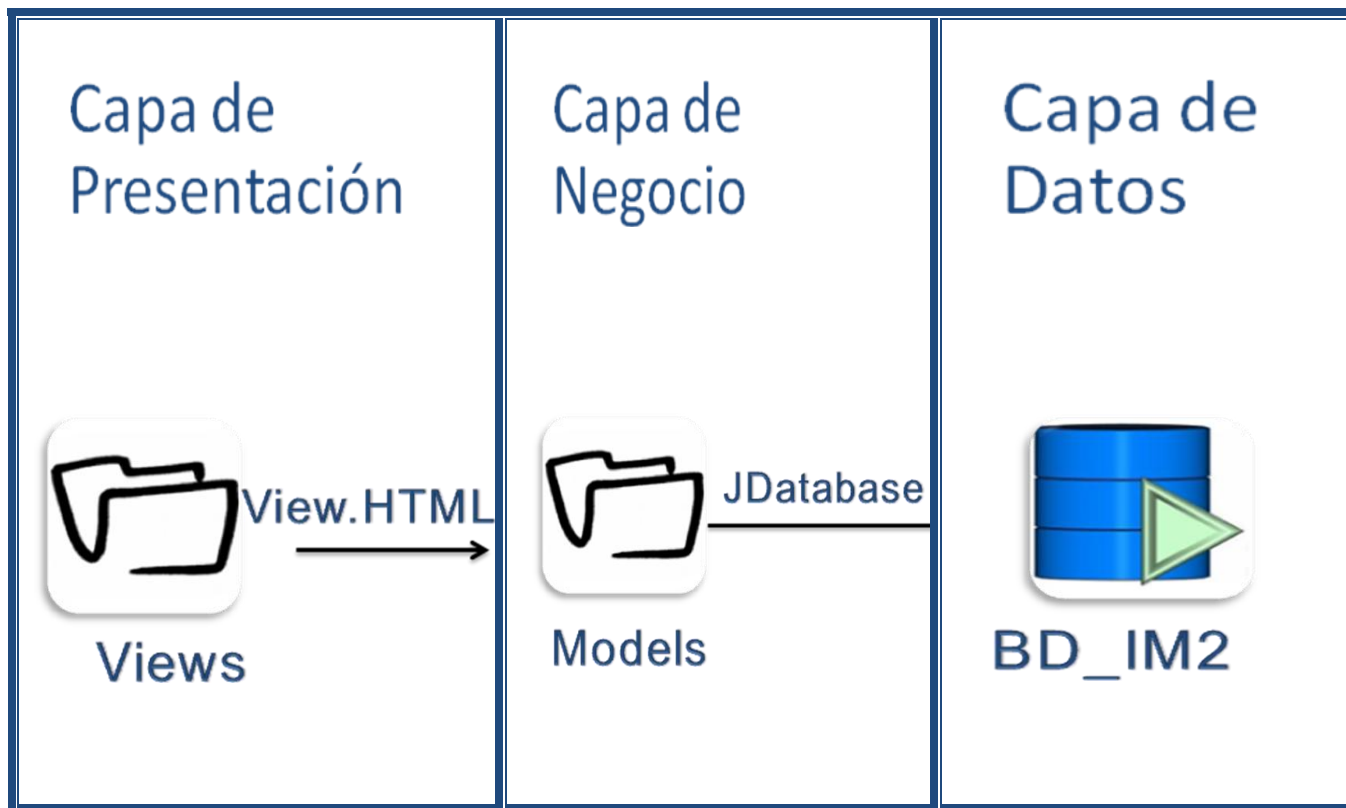 Capa de
Presentación
View.HTML
Views
Capa de
Negocio
JDatabase
Models
Capa de
Datos
BD_IM2